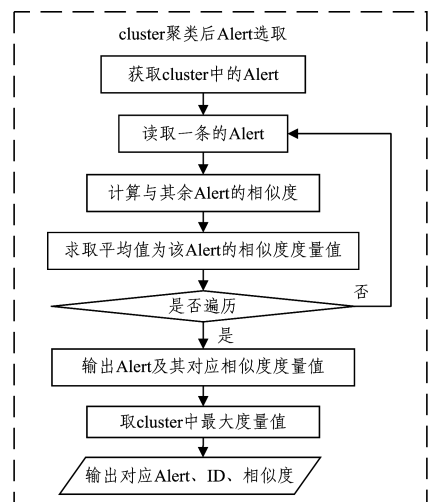 cluster聚类后Alert选取
获取cluster中的Alert
读取一条的Alert
计算与其余Alert的相似度
求取平均值为该Alert的相似度度量值
是否遍历
否
是
输出Alert及其对应相似度度量值
取cluster中最大度量值
输出对应Alert、ID、相似度